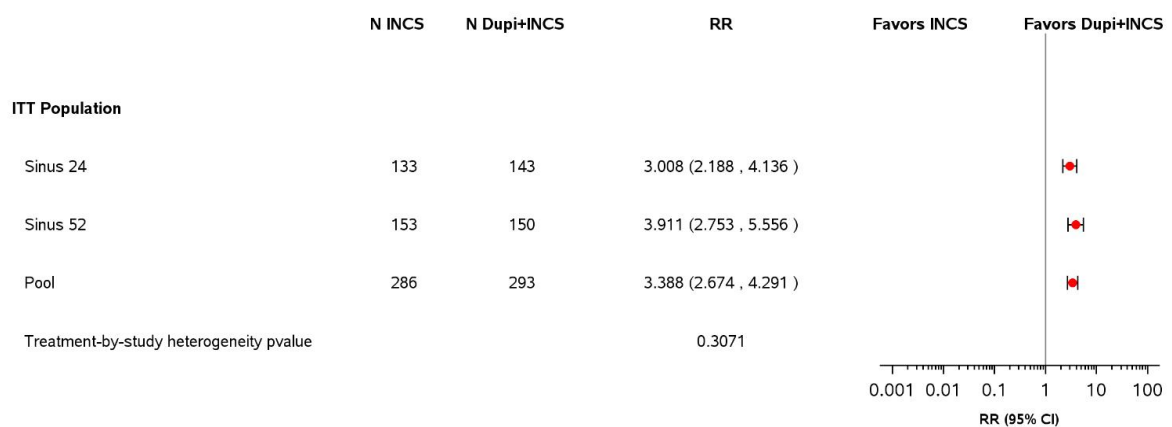 N INCS N Dupi+INCS RR Favors INCS Favors Dupi+INCS
ITT Population
Sinus 24 133 143 3.008 (2.188 , 4.136 )
Sinus 52 153 150 3.911 (2.753 , 5.556 )
Pool 286 293 3.388 (2.674 , 4.291 )
Treatment-by-study heterogeneity pvalue 0.3071
0.001 0.01 0.1 1 10 100
RR (95% CI)